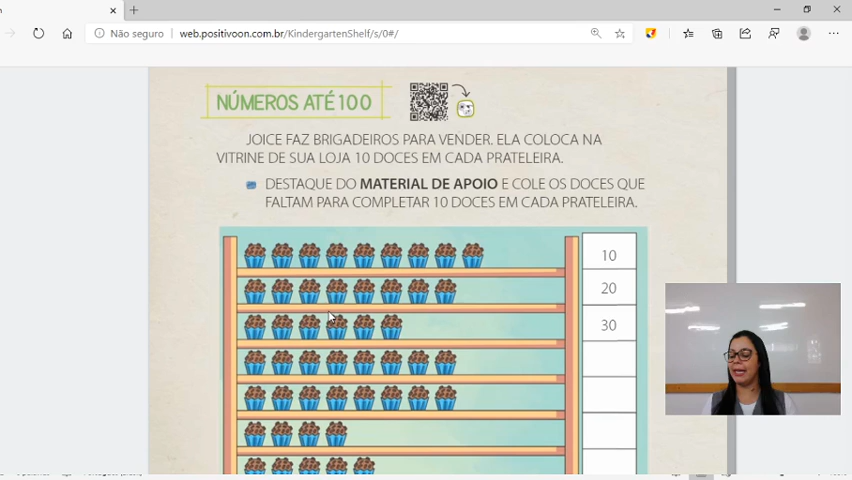 Não seguro
web.positivoon.com.br/KindergartenShelf/s/0#/
NÚMEROS ATÉ 100
JOICE FAZ BRIGADEIROS PARA VENDER. ELA COLOCA NA
VITRINE DE SUA LOJA 10 DOCES EM CADA PRATELEIRA.
DESTAQUE DO MATERIAL DE APOIO E COLE OS DOCES QUE
FALTAM PARA COMPLETAR 10 DOCES EM CADA PRATELEIRA.
10
20
30